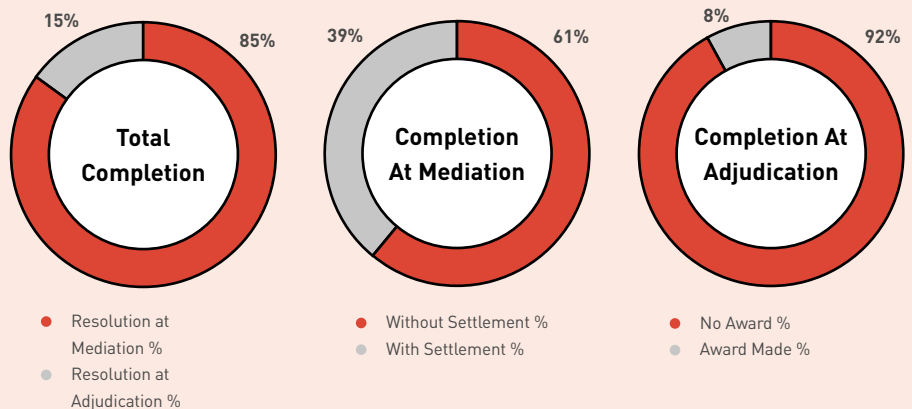 15%
85%
Total
Completion
Resolution at
Mediation %
Resolution at
Adjudication %
39%
61%
Completion
At Mediation
Without Settlement %
With Settlement %
8%
92%
Completion At
Adjudication
No Award %
Award Made %